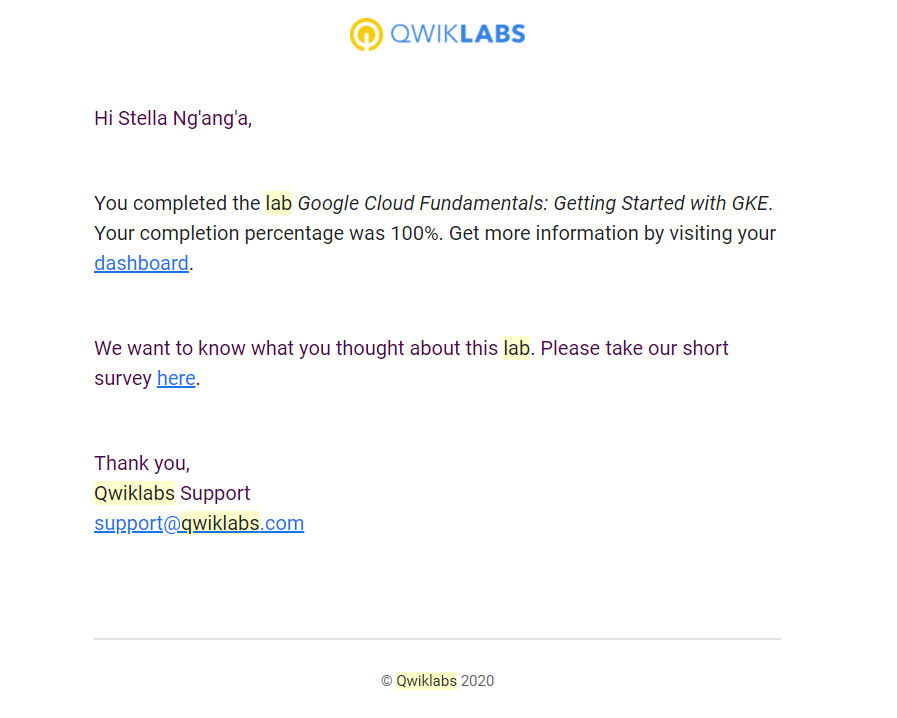 QWIKLABS
Hi Stella Ng'ang'a,
You completed the lab Google Cloud Fundamentals: Getting Started with GKE.
Your completion percentage was 100%. Get more information by visiting your
dashboard.
We want to know what you thought about this lab. Please take our short
survey here.
Thank you,
Qwiklabs Support
support@qwiklabs.com
© Qwiklabs 2020